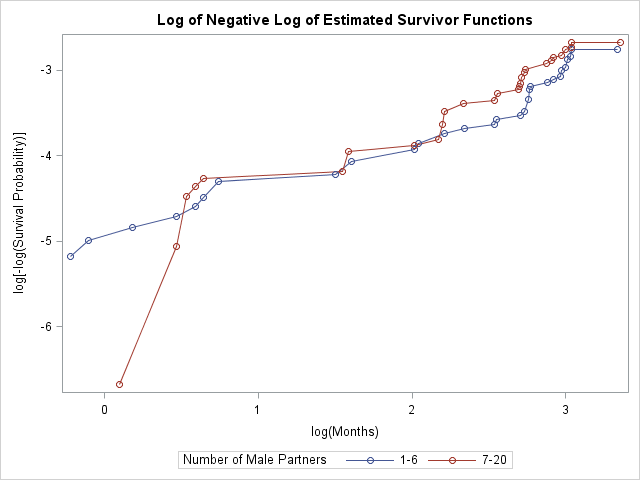 Log of Negative Log of Estimated Survivor Functions
log[-log(Survival Probability)]
-3
-4
-5
-6
0 1 2 3
log(Months)
Number of Male Partners 1-6 7-20